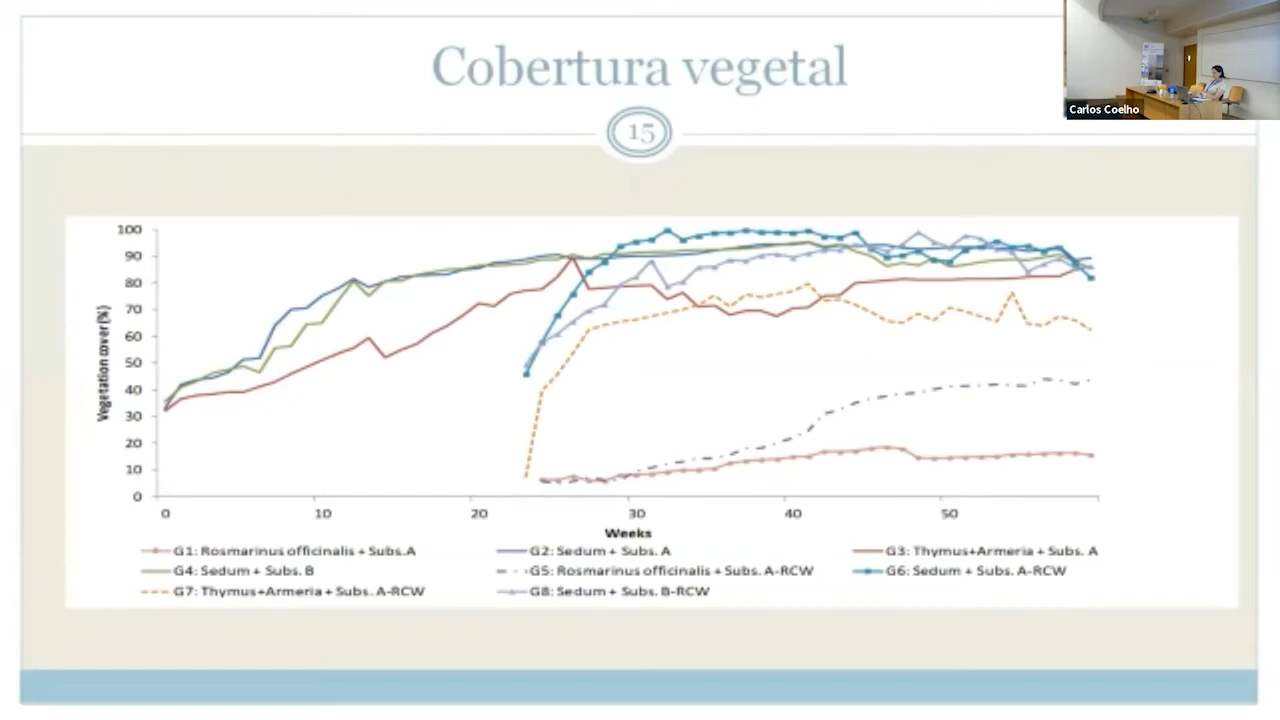 Cobertura vegetal
Carlos Coelho
15
100
90
80
70
60
50
40
30
20
10
0
Vegetation cover (%)
0 10 20 30 40 50
Weeks
G1: Rosmarinus officinalis + Subs.A G2: Sedum + Subs. A G3: Thymus+Armeria + Subs. A
G4: Sedum + Subs. B G5: Rosmarinus officinalis + Subs. A-RCW G6: Sedum + Subs. A-RCW
G7: Thymus+Armeria + Subs. A-RCW G8: Sedum + Subs. B-RCW